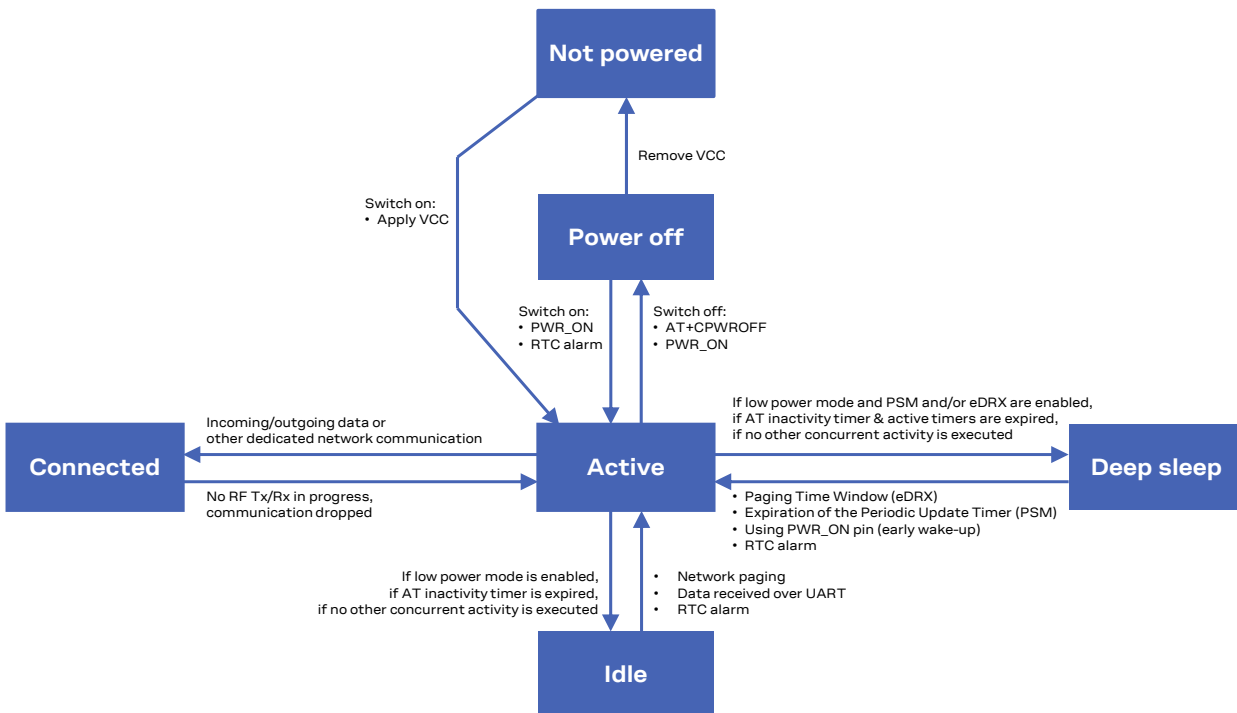 Not powered
Remove VCC
Switch on:
• Apply VCC
Power off
Switch on:
• PWR_ON
• RTC alarm
Switch off:
• AT+CPWROFF
• PWR_ON
Incoming/outgoing data or
other dedicated network communication
If low power mode and PSM and/or eDRX are enabled,
if AT inactivity timer & active timers are expired,
if no other concurrent activity is executed
Connected
Active
Deep sleep
No RF Tx/Rx in progress,
communication dropped
• Paging Time Window (eDRX)
• Expiration of the Periodic Update Timer (PSM)
• Using PWR_ON pin (early wake-up)
• RTC alarm
If low power mode is enabled,
if AT inactivity timer is expired,
if no other concurrent activity is executed
• Network paging
• Data received over UART
• RTC alarm
Idle